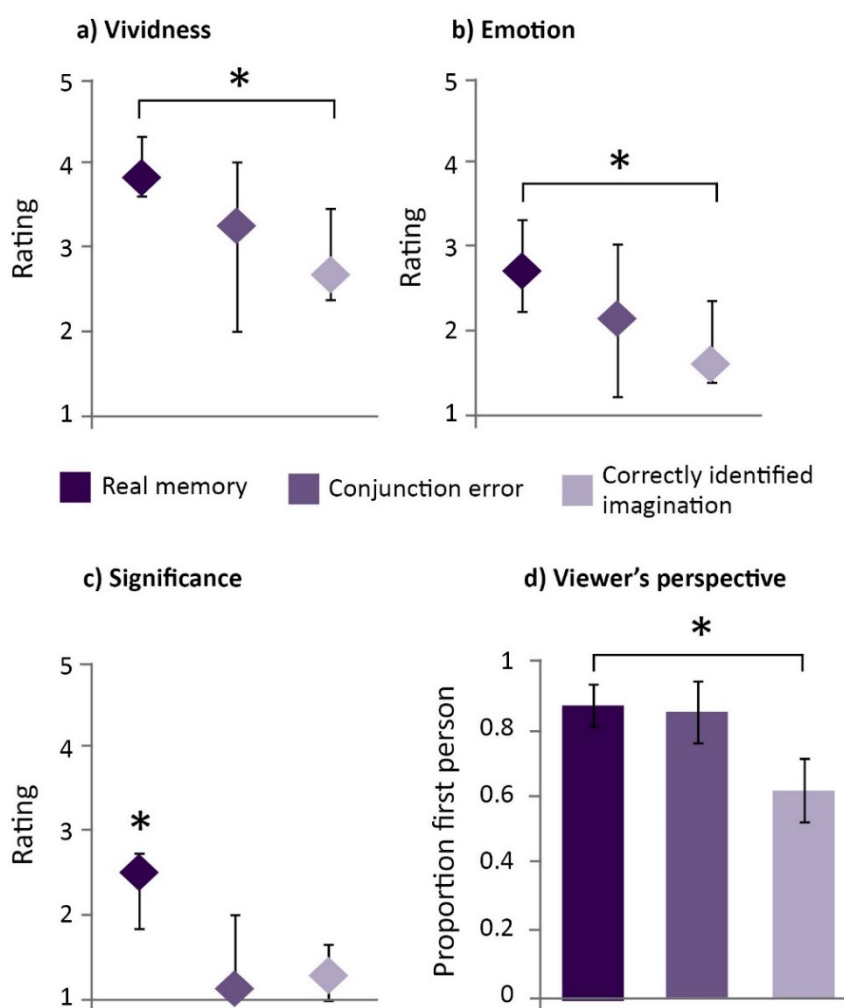 a) Vividness
b) Emotion
5
4
3
2
1
Rating
*
5
4
3
2
1
Rating
*
Real memory
Conjunction error
Correctly identified
imagination
c) Significance
d) Viewer's perspective
5
4
3
2
1
Rating
*
1
0.8
0.6
0.4
0.2
0
Proportion first person
*